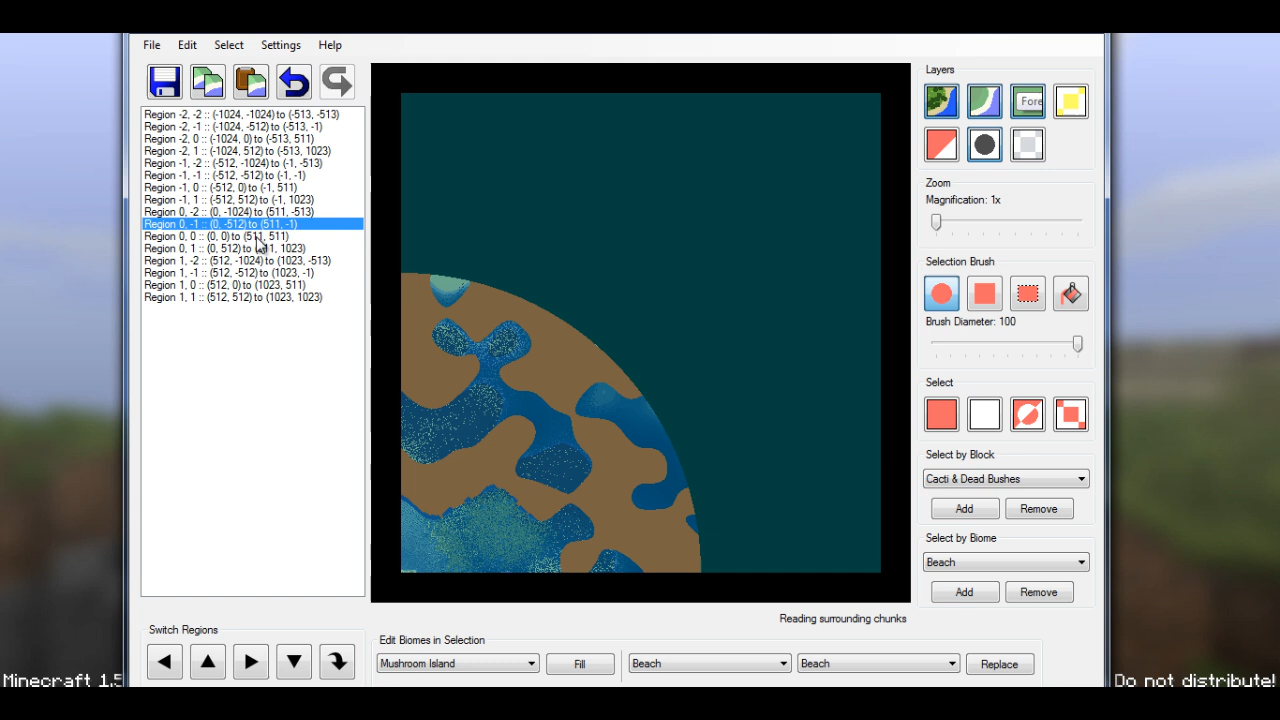 File Edit Select Settings Help
Region -2, -2 :: (-1024, -1024) to (-513, -513)
Region -2, -1 :: (-1024, -512) to (-513, -1)
Region -2, 0 :: (-1024, 0) to (-513, 511)
Region -2, 1 :: (-1024, 512) to (-513, 1023)
Region -1, -2 :: (-512, -1024) to (-1, -513)
Region -1, -1 :: (-512, -512) to (-1, -1)
Region -1, 0 :: (-512, 0) to (-1, 511)
Region -1, 1 :: (-512, 512) to (-1, 1023)
Region 0, -2 :: (0, -1024) to (511, -513)
Region 0, -1 :: (0, -512) to (511, -1)
Region 0, 0 :: (0, 0) to (511, 511)
Region 0, 1 :: (0, 512) to 1023)
Region 1, -2 :: (512, -1024) to (1023, -513)
Region 1, -1 :: (512, -512) to (1023, -1)
Region 1, 0 :: (512, 0) to (1023, 511)
Region 1, 1 :: (512, 512) to (1023, 1023)
Switch Regions
Reading surrounding chunks
Edit Biomes in Selection
Mushroom Island Fill Beach Beach Replace
Layers
Fore
Zoom
Magnification: 1x
Selection Brush
Brush Diameter: 100
Select
Select by Block
Cacti & Dead Bushes
Add Remove
Select by Biome
Beach
Add Remove
Minecraft 1.5
Do not distribute!